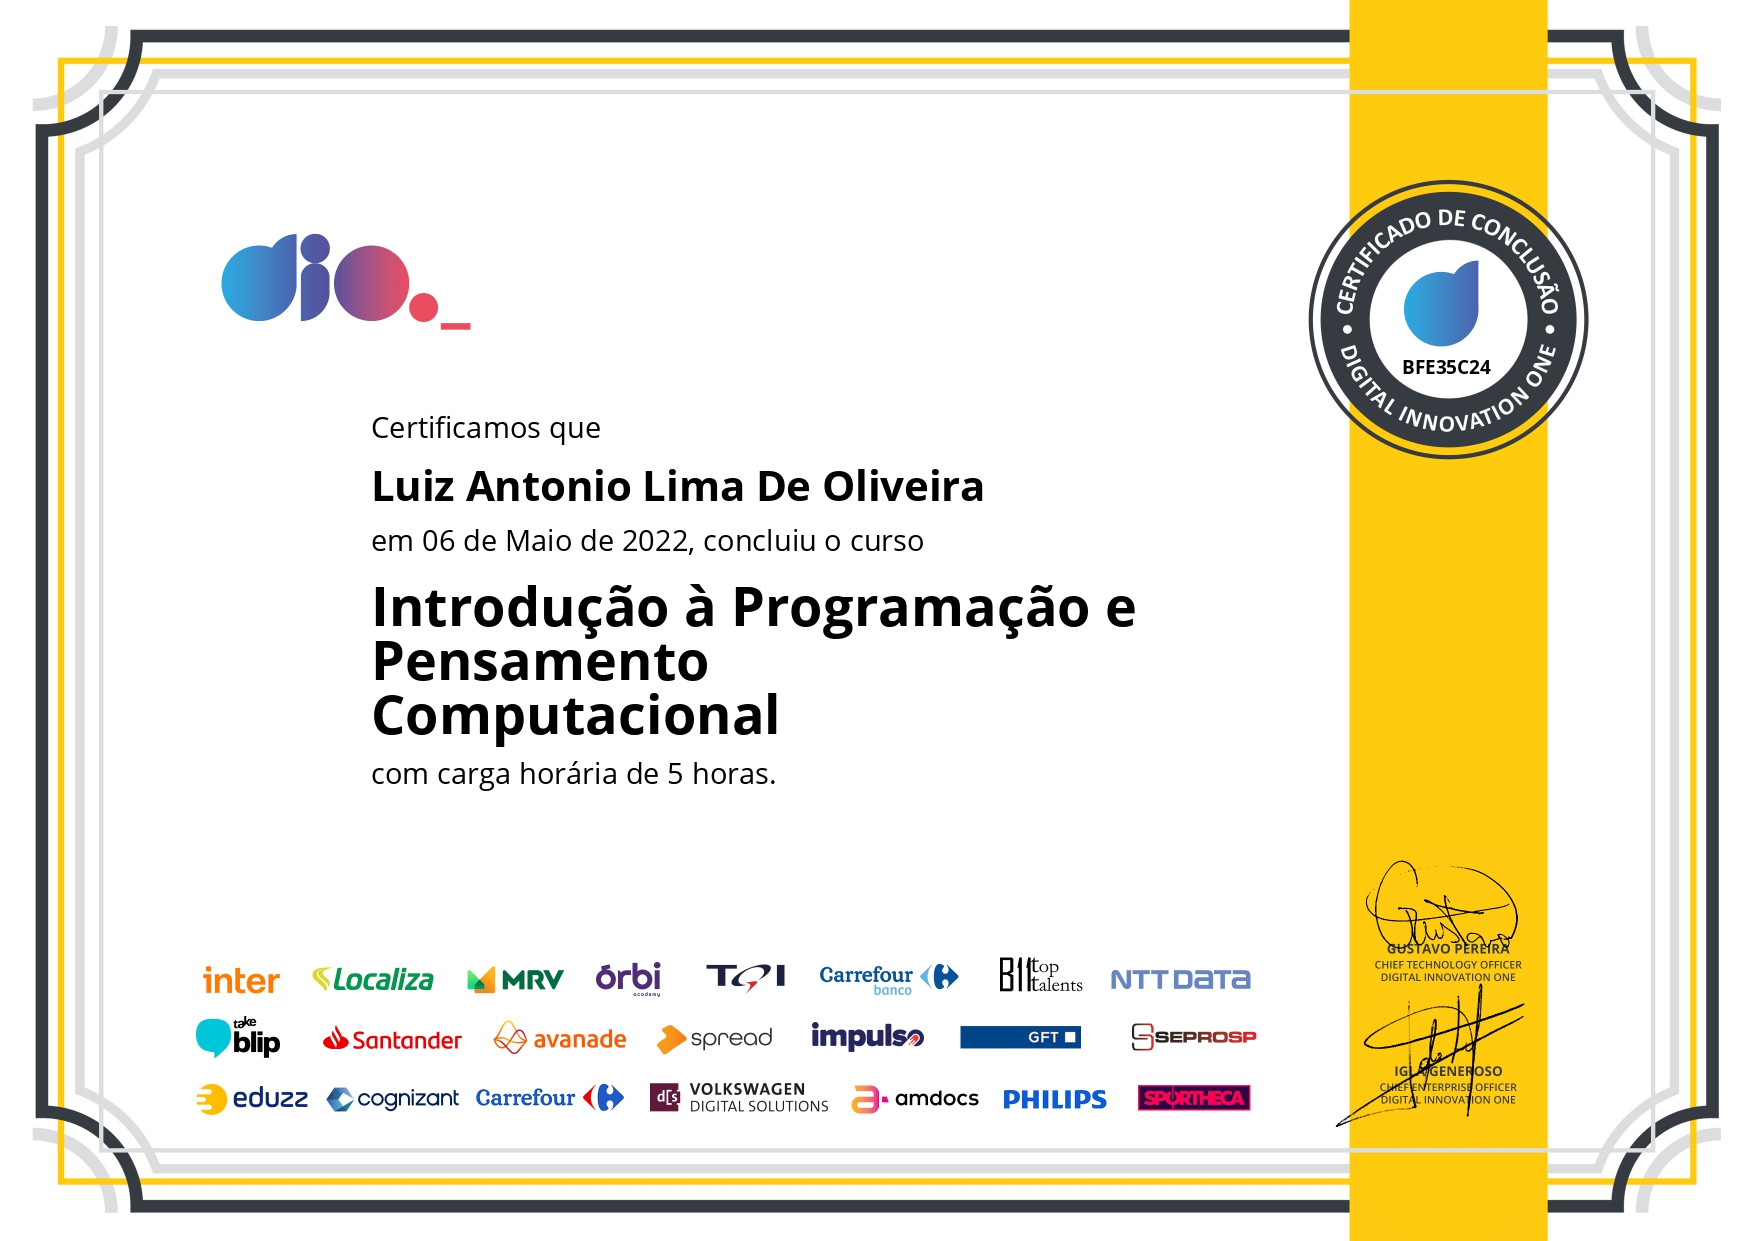 dio._
CERTIFICADO DE CONCLUSÃO
BFE35C24
• DIGITAL INNOVATION ONE •
Certificamos que
Luiz Antonio Lima De Oliveira
em 06 de Maio de 2022, concluiu o curso
Introdução à Programação e
Pensamento
Computacional
com carga horária de 5 horas.
Gustavo
GUSTAVO PEREIRA
CHIEF TECHNOLOGY OFFICER
DIGITAL INNOVATION ONE
IGLÁ GENEROSO
CHIEF ENTERPRISE OFFICER
DIGITAL INNOVATION ONE
inter Localiza MRV órbi academy TQI Carrefour banco B11 top talents NTT DATA
take blip Santander avanade spread impulso GFT SEPROSP
eduzz cognizant Carrefour d[s] VOLKSWAGEN DIGITAL SOLUTIONS a amdocs PHILIPS SPORTHECA